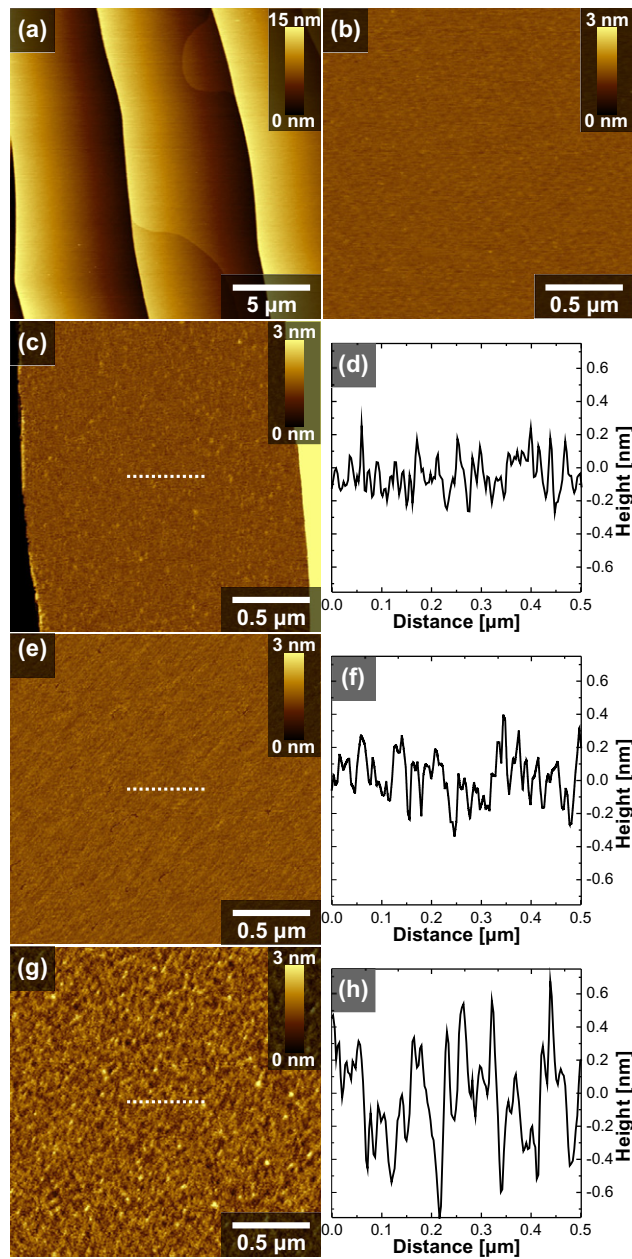 (a)
15 nm
0 nm
5 µm
(b)
3 nm
0 nm
0.5 µm
(c)
3 nm
0 nm
0.5 µm
(d)
0.6
0.4
0.2
0.0
-0.2
-0.4
-0.6
Height [nm]
0.0 0.1 0.2 0.3 0.4 0.5
Distance [µm]
(e)
3 nm
0 nm
0.5 µm
(f)
0.6
0.4
0.2
0.0
-0.2
-0.4
-0.6
Height [nm]
0.0 0.1 0.2 0.3 0.4 0.5
Distance [µm]
(g)
3 nm
0 nm
0.5 µm
(h)
0.6
0.4
0.2
0.0
-0.2
-0.4
-0.6
Height [nm]
0.0 0.1 0.2 0.3 0.4 0.5
Distance [µm]